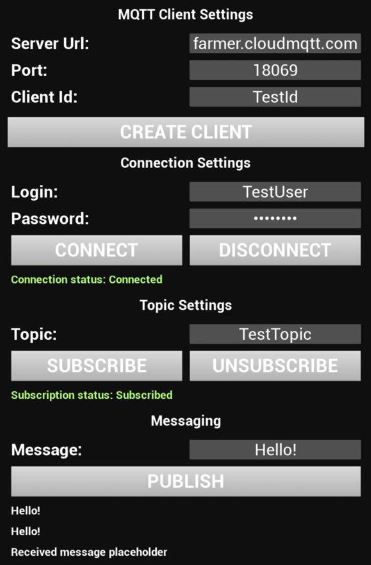 MQTT Client Settings
Server Url: farmer.cloudmqtt.com
Port: 18069
Client Id: TestId
CREATE CLIENT
Connection Settings
Login: TestUser
Password: ••••••••
CONNECT DISCONNECT
Connection status: Connected
Topic Settings
Topic: TestTopic
SUBSCRIBE UNSUBSCRIBE
Subscription status: Subscribed
Messaging
Message: Hello!
PUBLISH
Hello!
Hello!
Received message placeholder